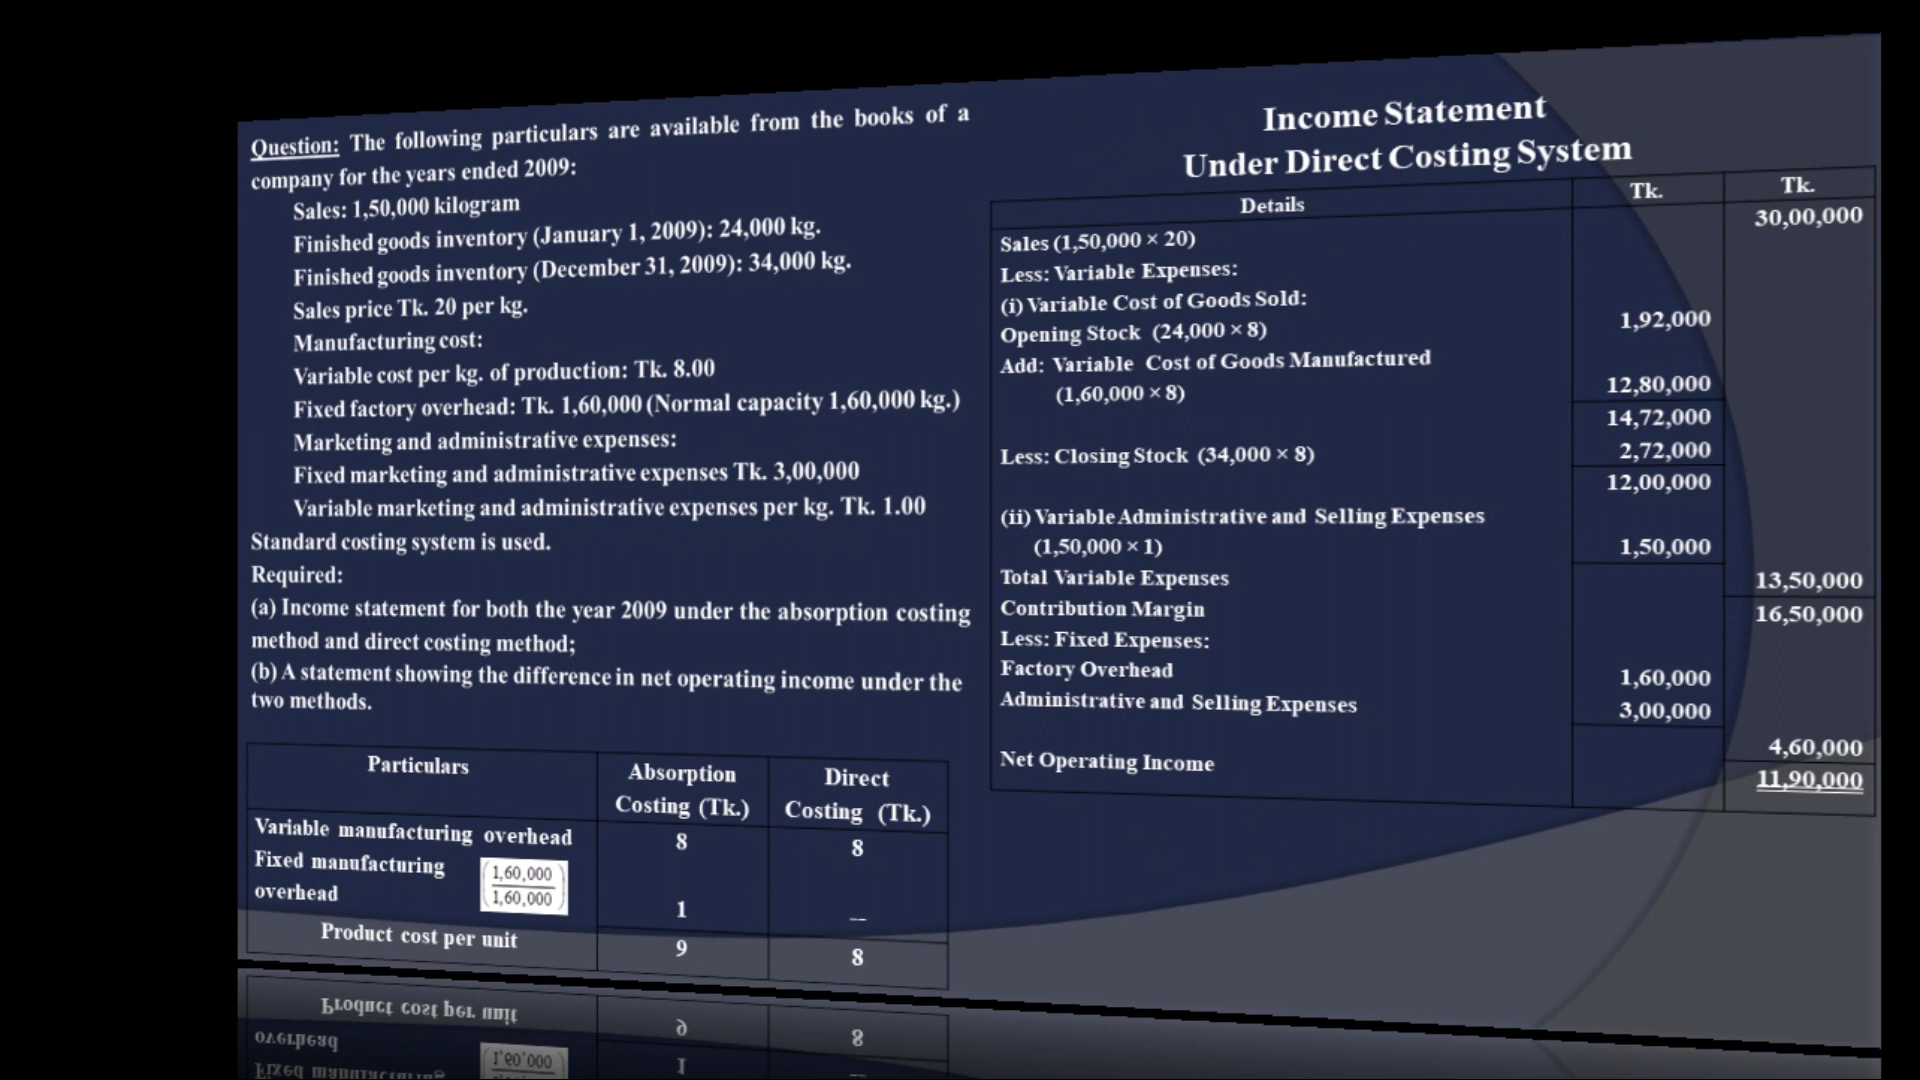 Question: The following particulars are available from the books of a
company for the years ended 2009:
Sales: 1,50,000 kilogram
Finished goods inventory (January 1, 2009): 24,000 kg.
Finished goods inventory (December 31, 2009): 34,000 kg.
Sales price Tk. 20 per kg.
Manufacturing cost:
Variable cost per kg. of production: Tk. 8.00
Fixed factory overhead: Tk. 1,60,000 (Normal capacity 1,60,000 kg.)
Marketing and administrative expenses:
Fixed marketing and administrative expenses Tk. 3,00,000
Variable marketing and administrative expenses per kg. Tk. 1.00
Standard costing system is used.
Required:
(a) Income statement for both the year 2009 under the absorption costing
method and direct costing method;
(b) A statement showing the difference in net operating income under the
two methods.
Particulars Absorption Costing (Tk.) Direct Costing (Tk.)
Variable manufacturing overhead 8 8
Fixed manufacturing
overhead (1,60,000 / 1,60,000) 1 —
Product cost per unit 9 8
Income Statement
Under Direct Costing System
Details Tk. Tk.
Sales (1,50,000 × 20) 30,00,000
Less: Variable Expenses:
(i) Variable Cost of Goods Sold:
Opening Stock (24,000 × 8) 1,92,000
Add: Variable Cost of Goods Manufactured
(1,60,000 × 8) 12,80,000
14,72,000
Less: Closing Stock (34,000 × 8) 2,72,000
12,00,000
(ii) Variable Administrative and Selling Expenses
(1,50,000 × 1) 1,50,000
Total Variable Expenses 13,50,000
Contribution Margin 16,50,000
Less: Fixed Expenses:
Factory Overhead 1,60,000
Administrative and Selling Expenses 3,00,000
4,60,000
Net Operating Income 11,90,000